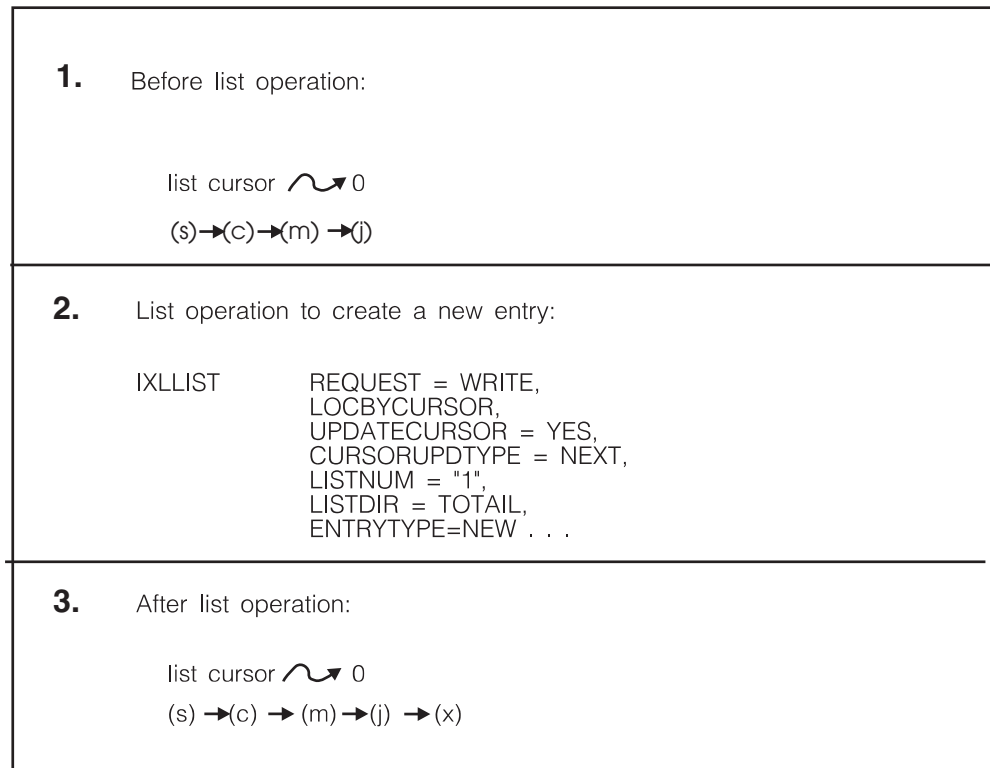 1. Before list operation:
list cursor 0
(s)→(c)→(m)→(j)
2. List operation to create a new entry:
IXLLIST REQUEST = WRITE,
LOCBYCURSOR,
UPDATECURSOR = YES,
CURSORUPDTYPE = NEXT,
LISTNUM = "1",
LISTDIR = TOTAIL,
ENTRYTYPE=NEW . . .
3. After list operation:
list cursor 0
(s)→(c)→(m)→(j)→(x)